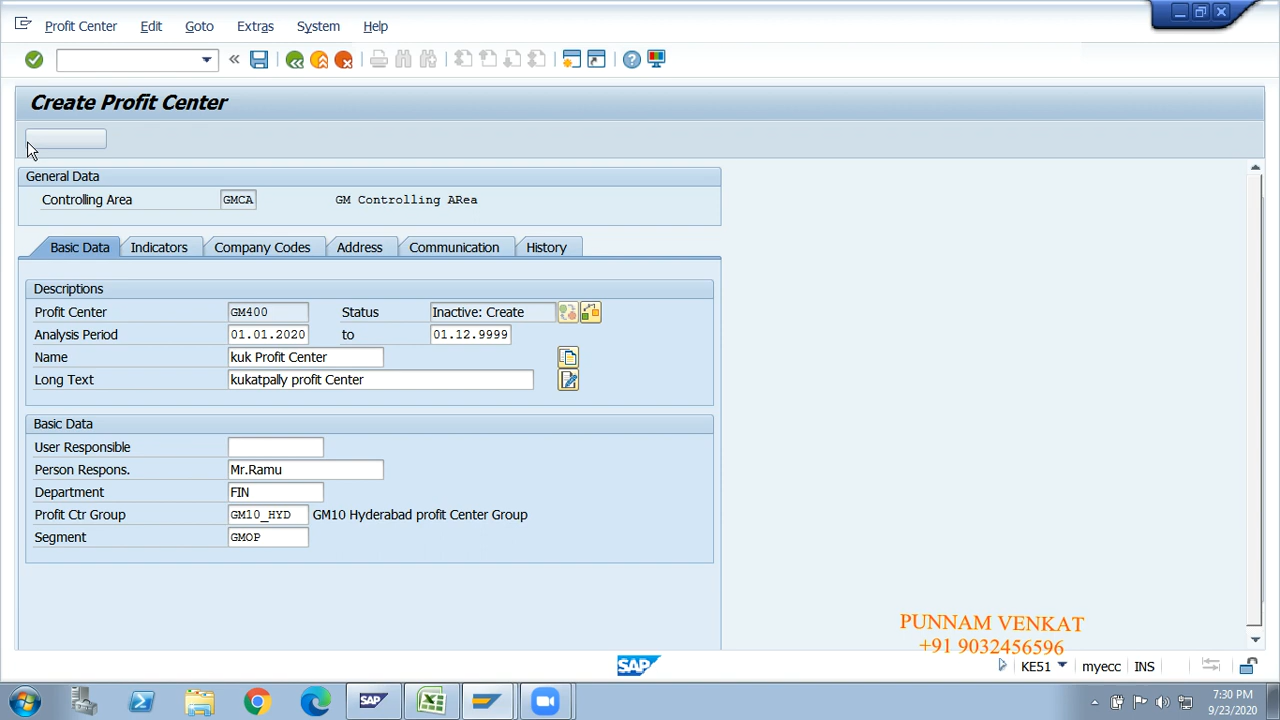 Profit Center Edit Goto Extras System Help
Create Profit Center
General Data
Controlling Area GMCA GM Controlling ARea
Basic Data Indicators Company Codes Address Communication History
Descriptions
Profit Center GM400 Status Inactive: Create
Analysis Period 01.01.2020 to 01.12.9999
Name kuk Profit Center
Long Text kukatpally profit Center
Basic Data
User Responsible
Person Respons. Mr.Ramu
Department FIN
Profit Ctr Group GM10_HYD GM10 Hyderabad profit Center Group
Segment GMOP
PUNNAM VENKAT
+91 9032456596
SAP KE51 myecc INS
SAP
7:30 PM
9/23/2020